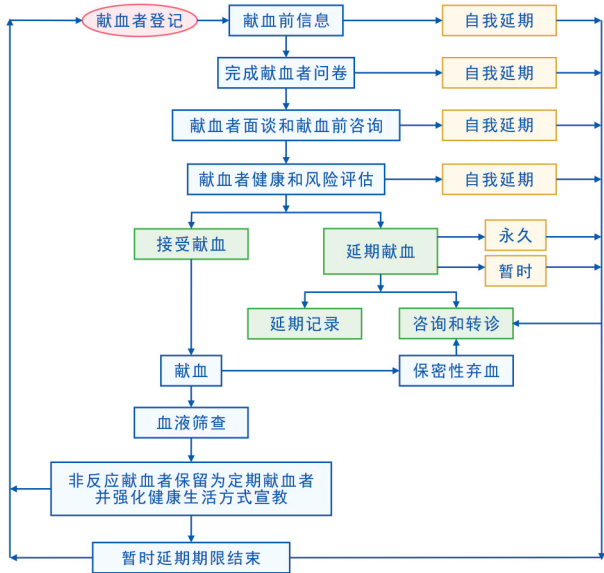 献血者登记
献血前信息
自我延期
完成献血者问卷
自我延期
献血者面谈和献血前咨询
自我延期
献血者健康和风险评估
自我延期
接受献血
延期献血
永久
暂时
延期记录
咨询和转诊
献血
保密性弃血
血液筛查
非反应献血者保留为定期献血者
并强化健康生活方式宣教
暂时延期期限结束